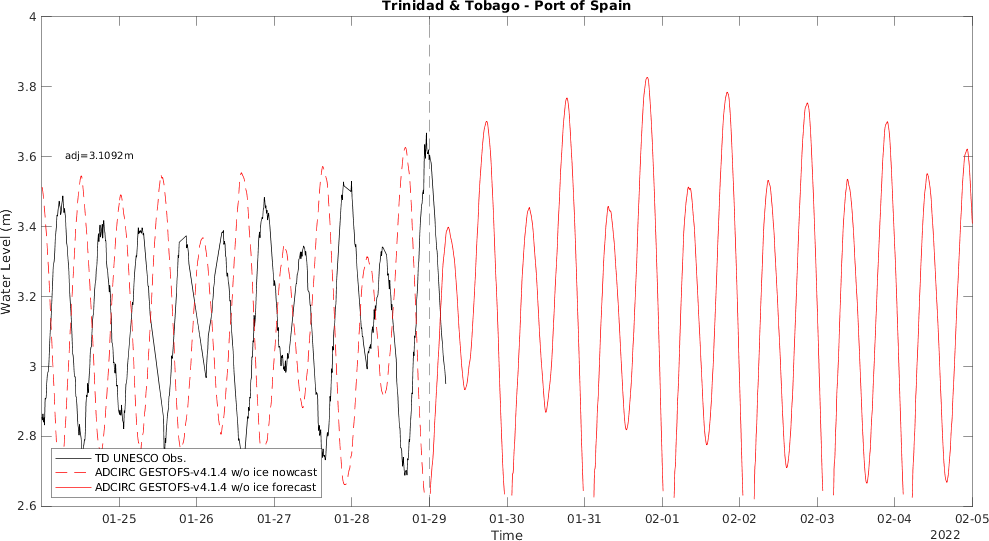 Trinidad & Tobago - Port of Spain
4
3.8
3.6
3.4
3.2
3
2.8
2.6
Water Level (m)
adj=3.1092m
TD UNESCO Obs.
ADCIRC GESTOFS-v4.1.4 w/o ice nowcast
ADCIRC GESTOFS-v4.1.4 w/o ice forecast
01-25 01-26 01-27 01-28 01-29 01-30 01-31 02-01 02-02 02-03 02-04 02-05
Time
2022